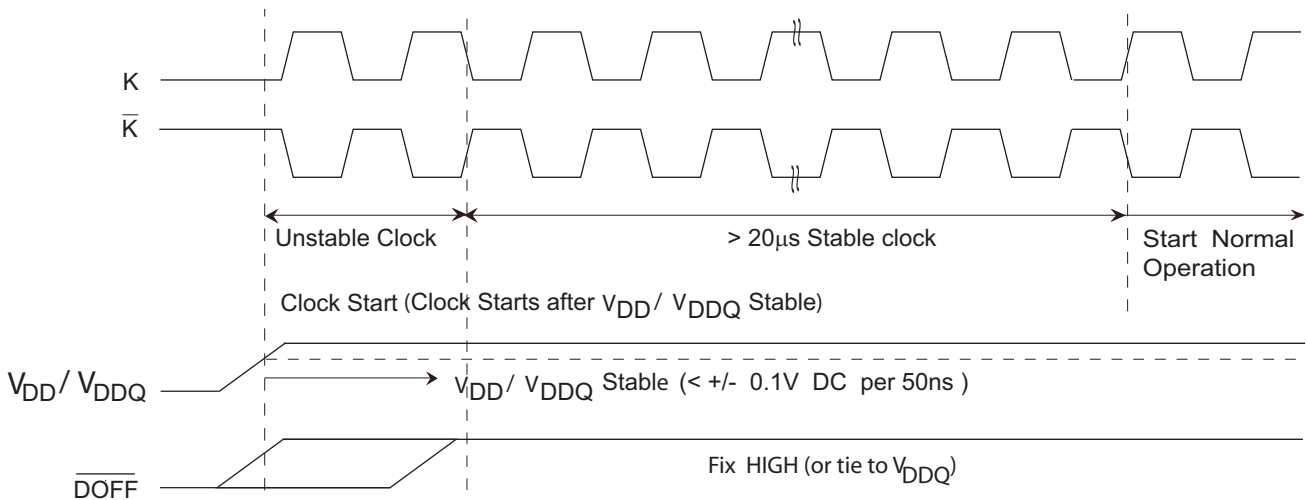 K
K̅
Unstable Clock
> 20μs Stable clock
Start Normal
Operation
Clock Start (Clock Starts after VDD / VDDQ Stable)
VDD / VDDQ
VDD / VDDQ Stable (< +/- 0.1V DC per 50ns )
D̅O̅F̅F̅
Fix HIGH (or tie to VDDQ)